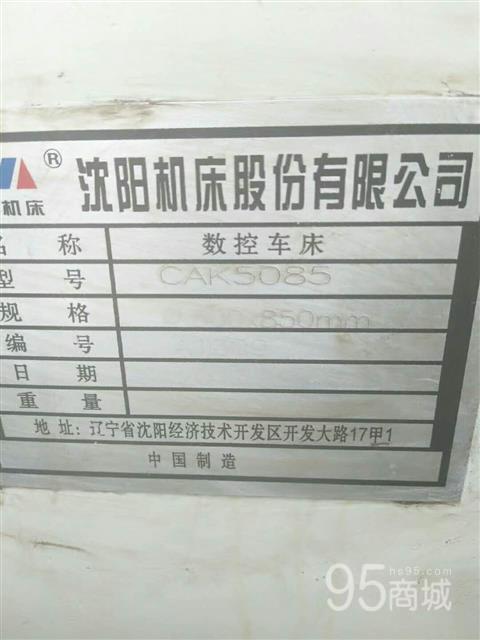 ® 沈阳机床股份有限公司
机床
名 称 数控车床
型 号 CAK5085
规 格 x850mm
编 号
日 期
重 量
地 址: 辽宁省沈阳经济技术开发区开发大路17甲1
中国制造
hs95.com
95商城